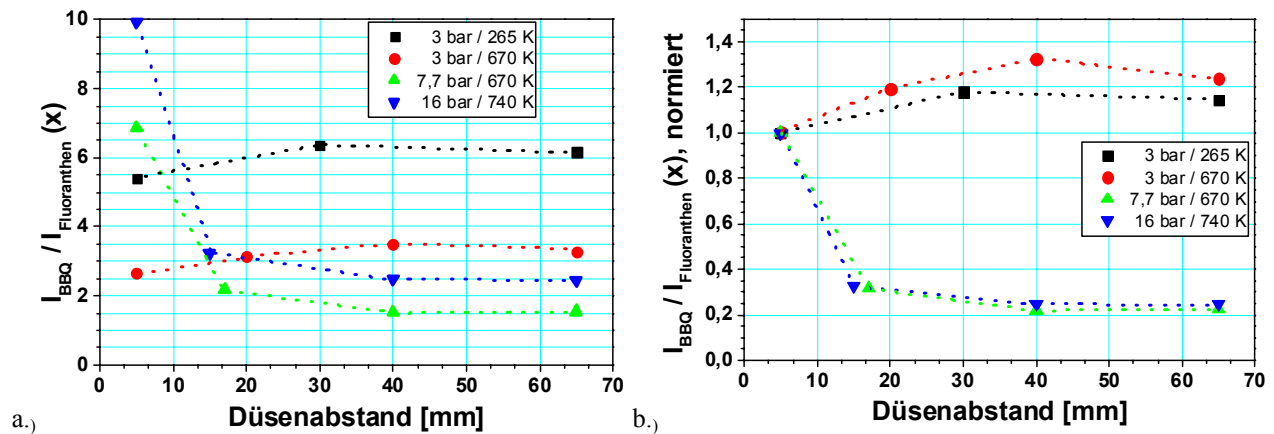 10
8
6
4
2
0
0 10 20 30 40 50 60 70
I_BBQ / I_Fluoranthen (x)
Düsenabstand [mm]
3 bar / 265 K
3 bar / 670 K
7,7 bar / 670 K
16 bar / 740 K
a.)
1,4
1,2
1,0
0,8
0,6
0,4
0,2
0,0
0 10 20 30 40 50 60 70
I_BBQ / I_Fluoranthen (x), normiert
Düsenabstand [mm]
3 bar / 265 K
3 bar / 670 K
7,7 bar / 670 K
16 bar / 740 K
b.)